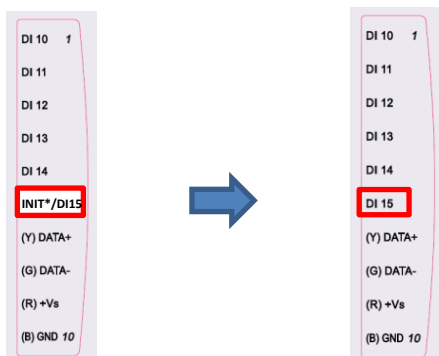 DI 10 1
DI 11
DI 12
DI 13
DI 14
INIT*/DI15
(Y) DATA+
(G) DATA-
(R) +Vs
(B) GND 10
DI 10 1
DI 11
DI 12
DI 13
DI 14
DI 15
(Y) DATA+
(G) DATA-
(R) +Vs
(B) GND 10